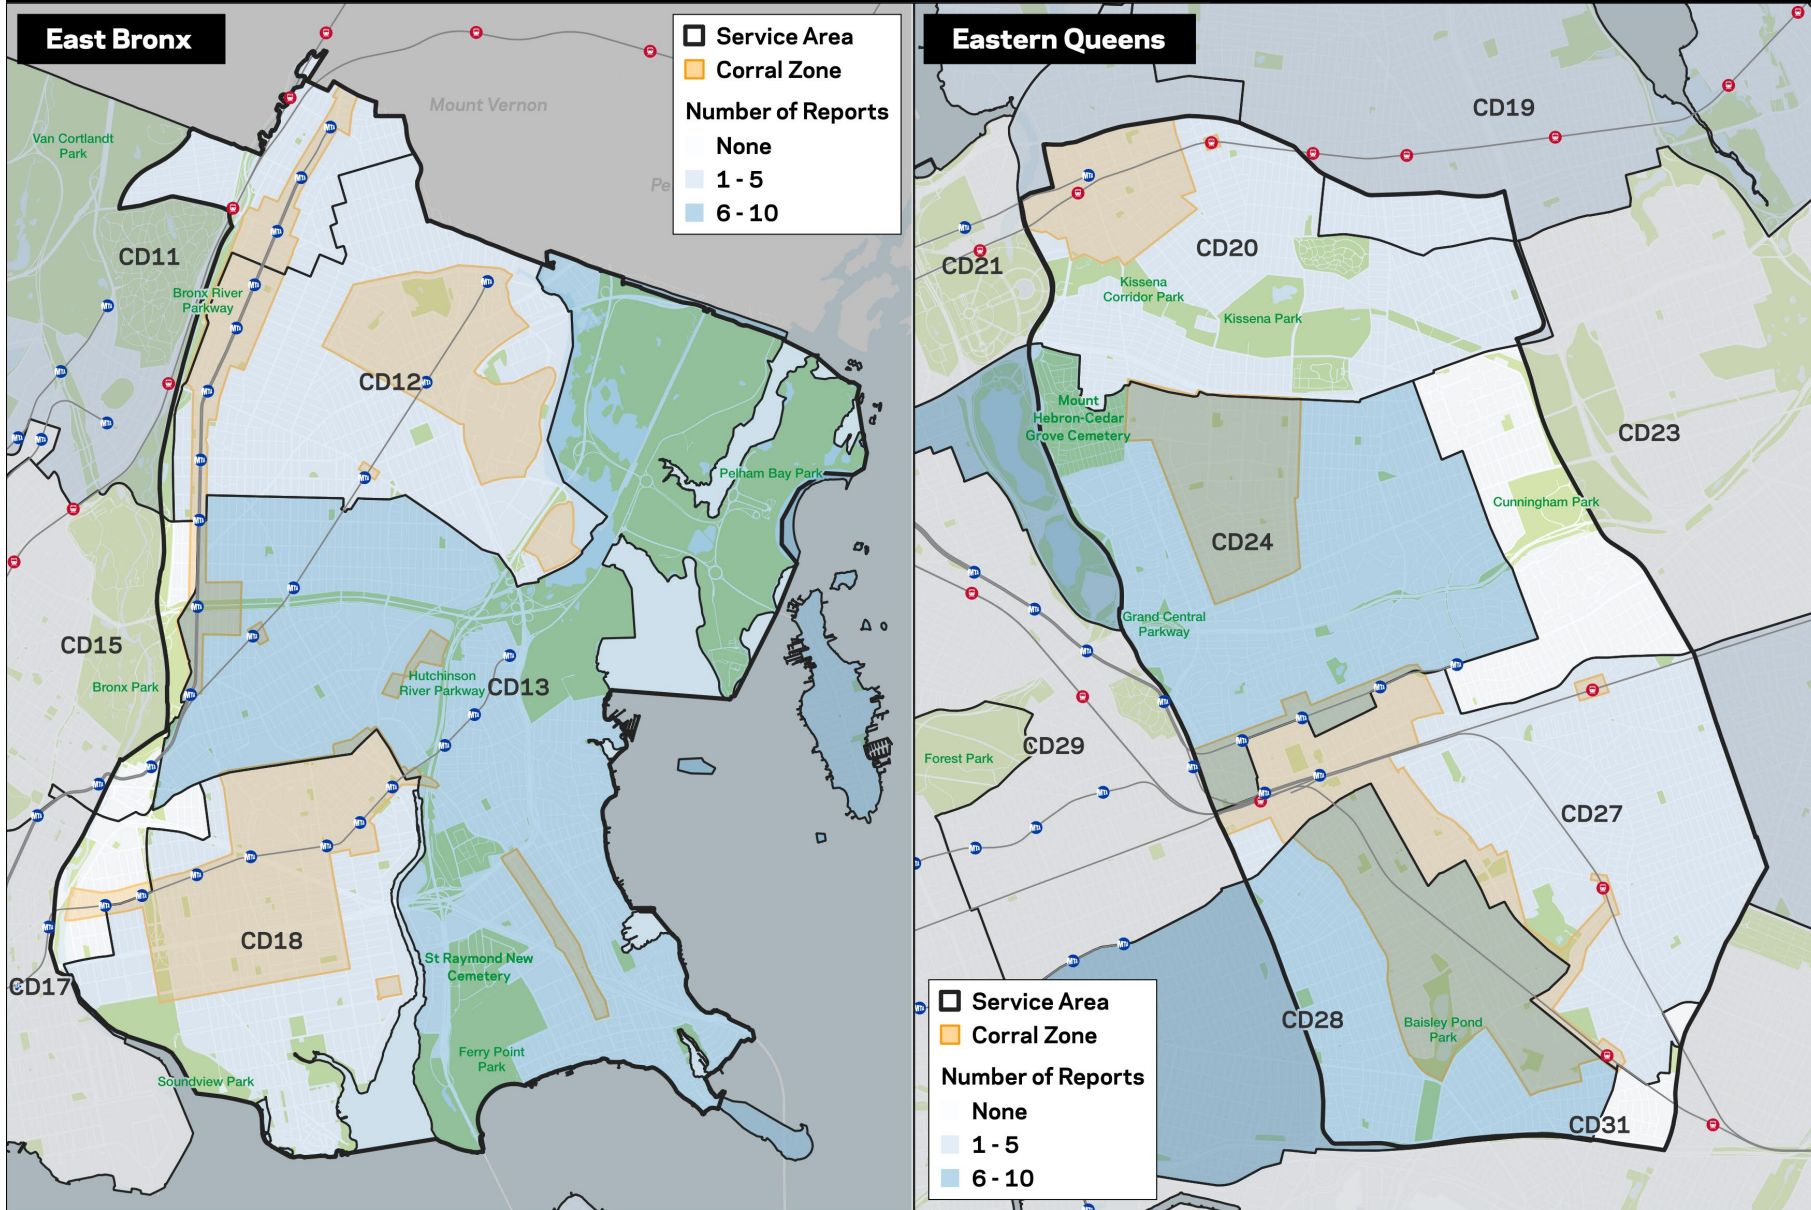 East Bronx
Service Area
Corral Zone
Number of Reports
None
1 - 5
6 - 10
Mount Vernon
Pe
Van Cortlandt
Park
CD11
Bronx River
Parkway
CD12
Pelham Bay Park
CD15
Bronx Park
Hutchinson
River Parkway
CD13
CD18
St Raymond New
Cemetery
CD17
Ferry Point
Park
Soundview Park
Eastern Queens
CD19
CD20
CD21
Kissena
Corridor Park
Kissena Park
Mount
Hebron-Cedar
Grove Cemetery
CD23
Cunningham Park
CD24
Grand Central
Parkway
Forest Park
CD29
CD27
CD28
Baisley Pond
Park
CD31
Service Area
Corral Zone
Number of Reports
None
1 - 5
6 - 10